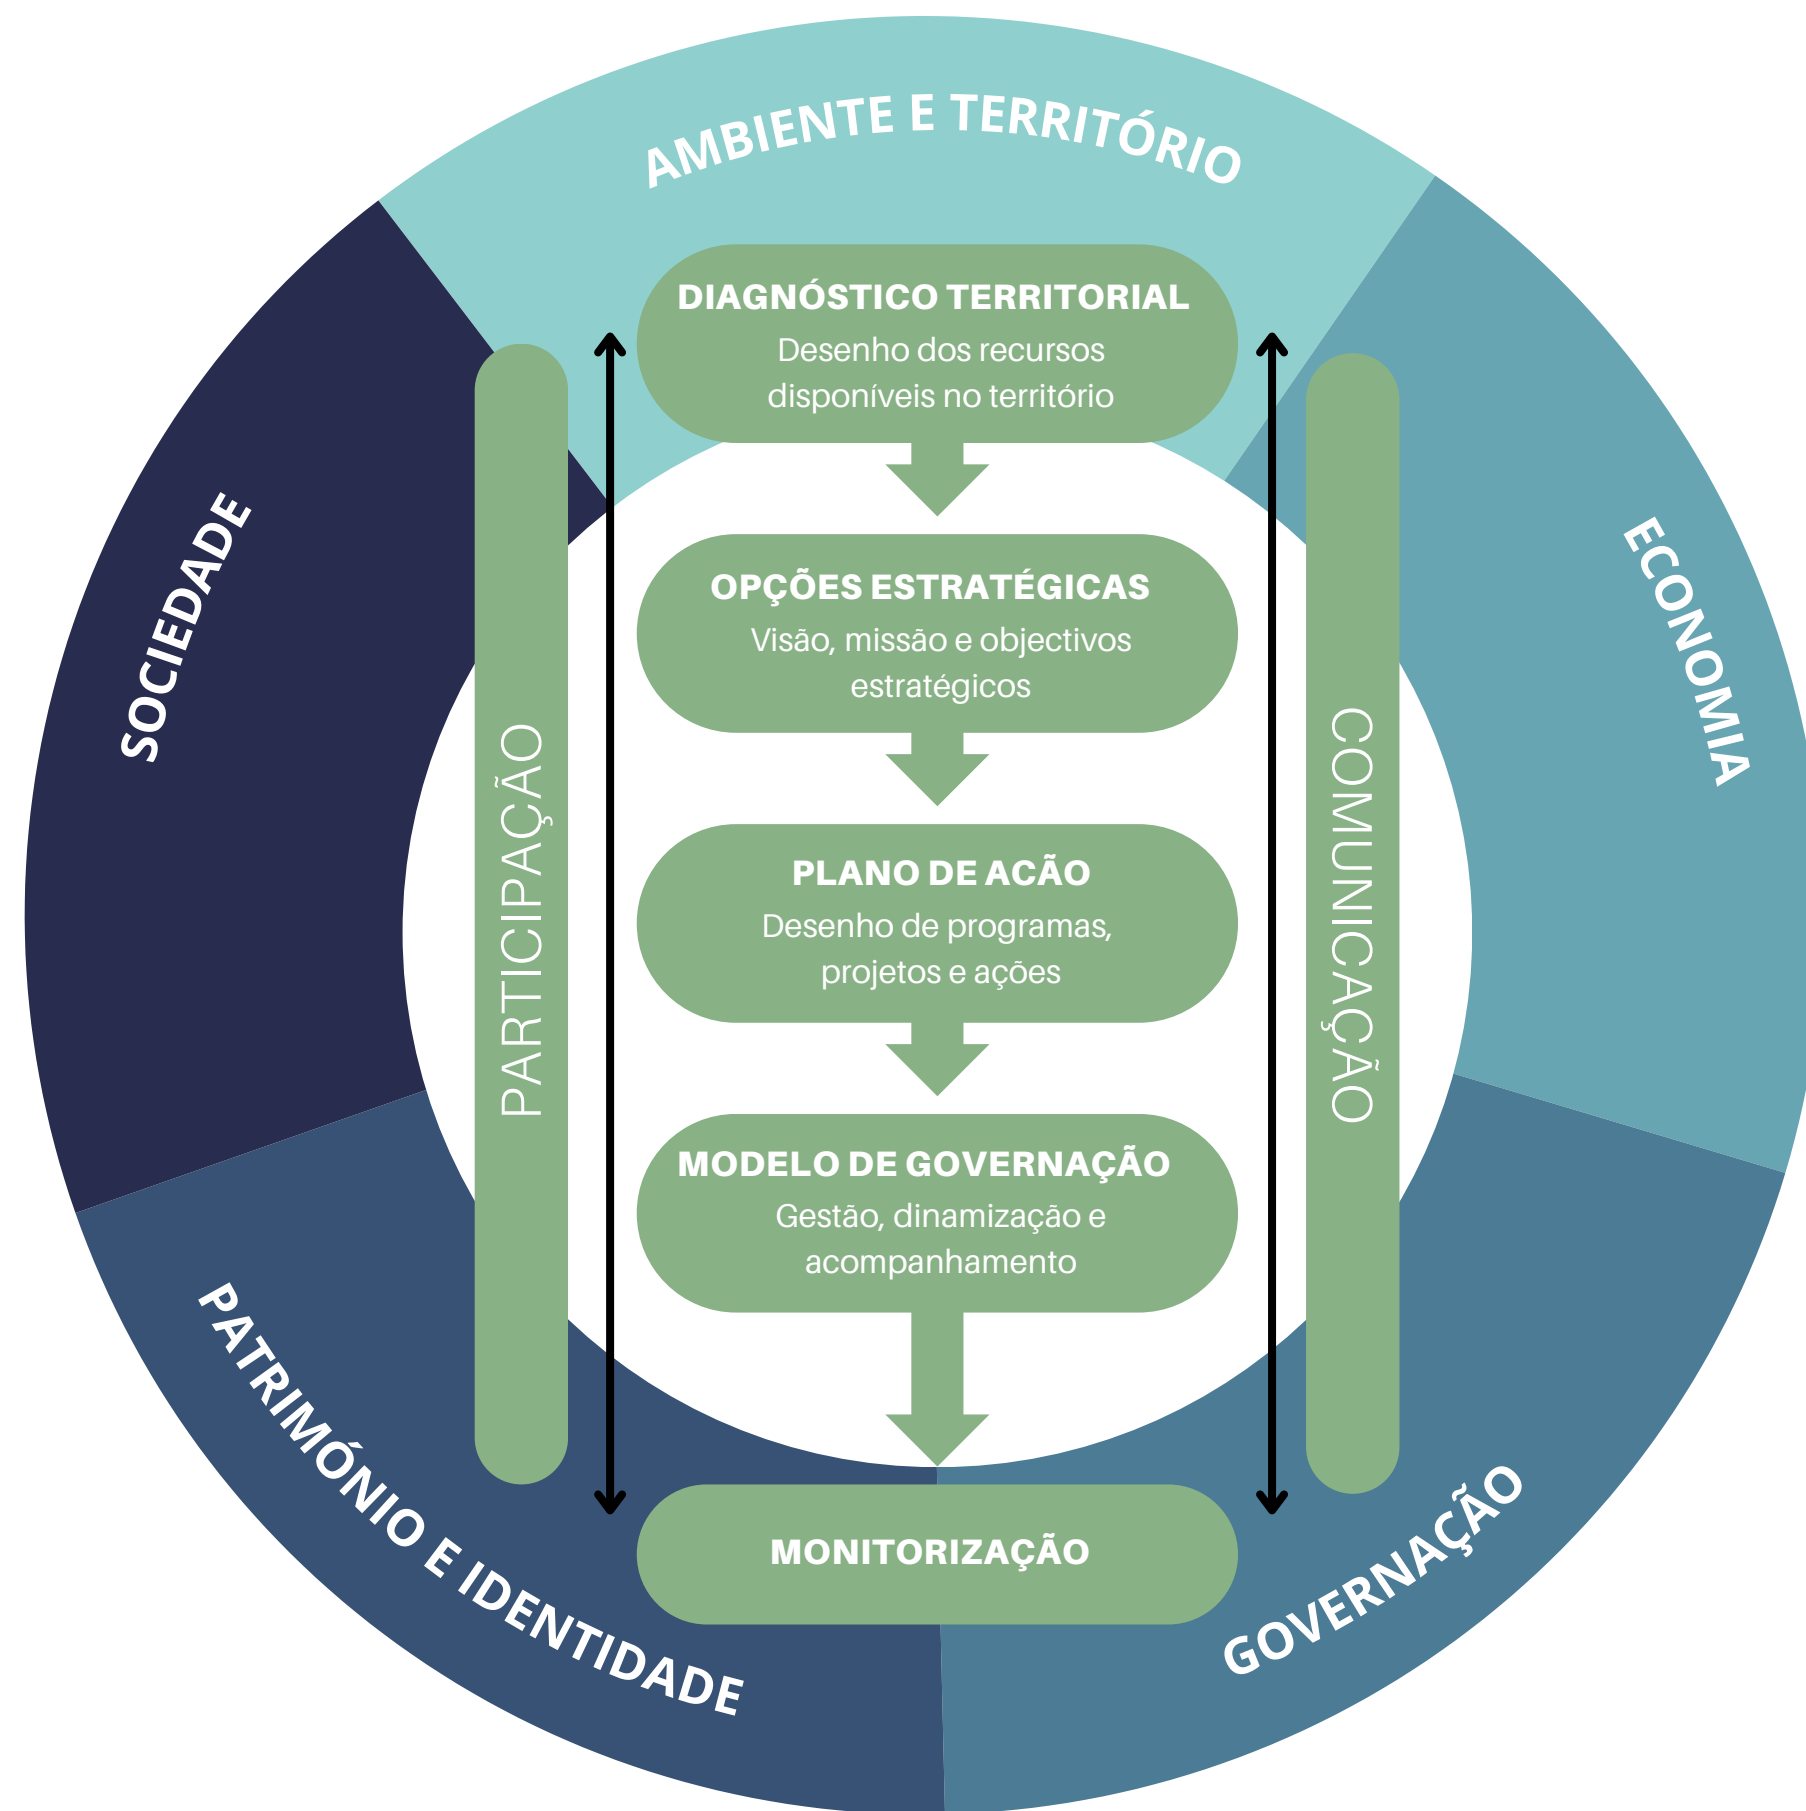 AMBIENTE E TERRITÓRIO
DIAGNÓSTICO TERRITORIAL
Desenho dos recursos
disponíveis no território
OPÇÕES ESTRATÉGICAS
Visão, missão e objectivos
estratégicos
PLANO DE ACÃO
Desenho de programas,
projetos e ações
MODELO DE GOVERNAÇÃO
Gestão, dinamização e
acompanhamento
MONITORIZAÇÃO
PARTICIPAÇÃO
COMUNICAÇÃO
SOCIEDADE
ECONOMIA
PATRIMÓNIO E IDENTIDADE
GOVERNAÇÃO